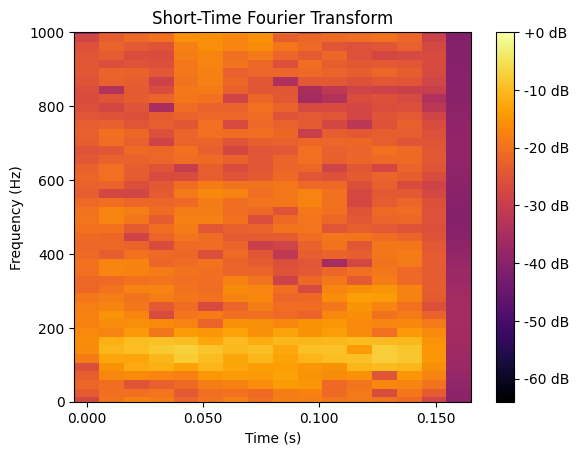 Short-Time Fourier Transform
1000
800
600
400
200
0
Frequency (Hz)
0.000
0.050
0.100
0.150
Time (s)
+0 dB
-10 dB
-20 dB
-30 dB
-40 dB
-50 dB
-60 dB